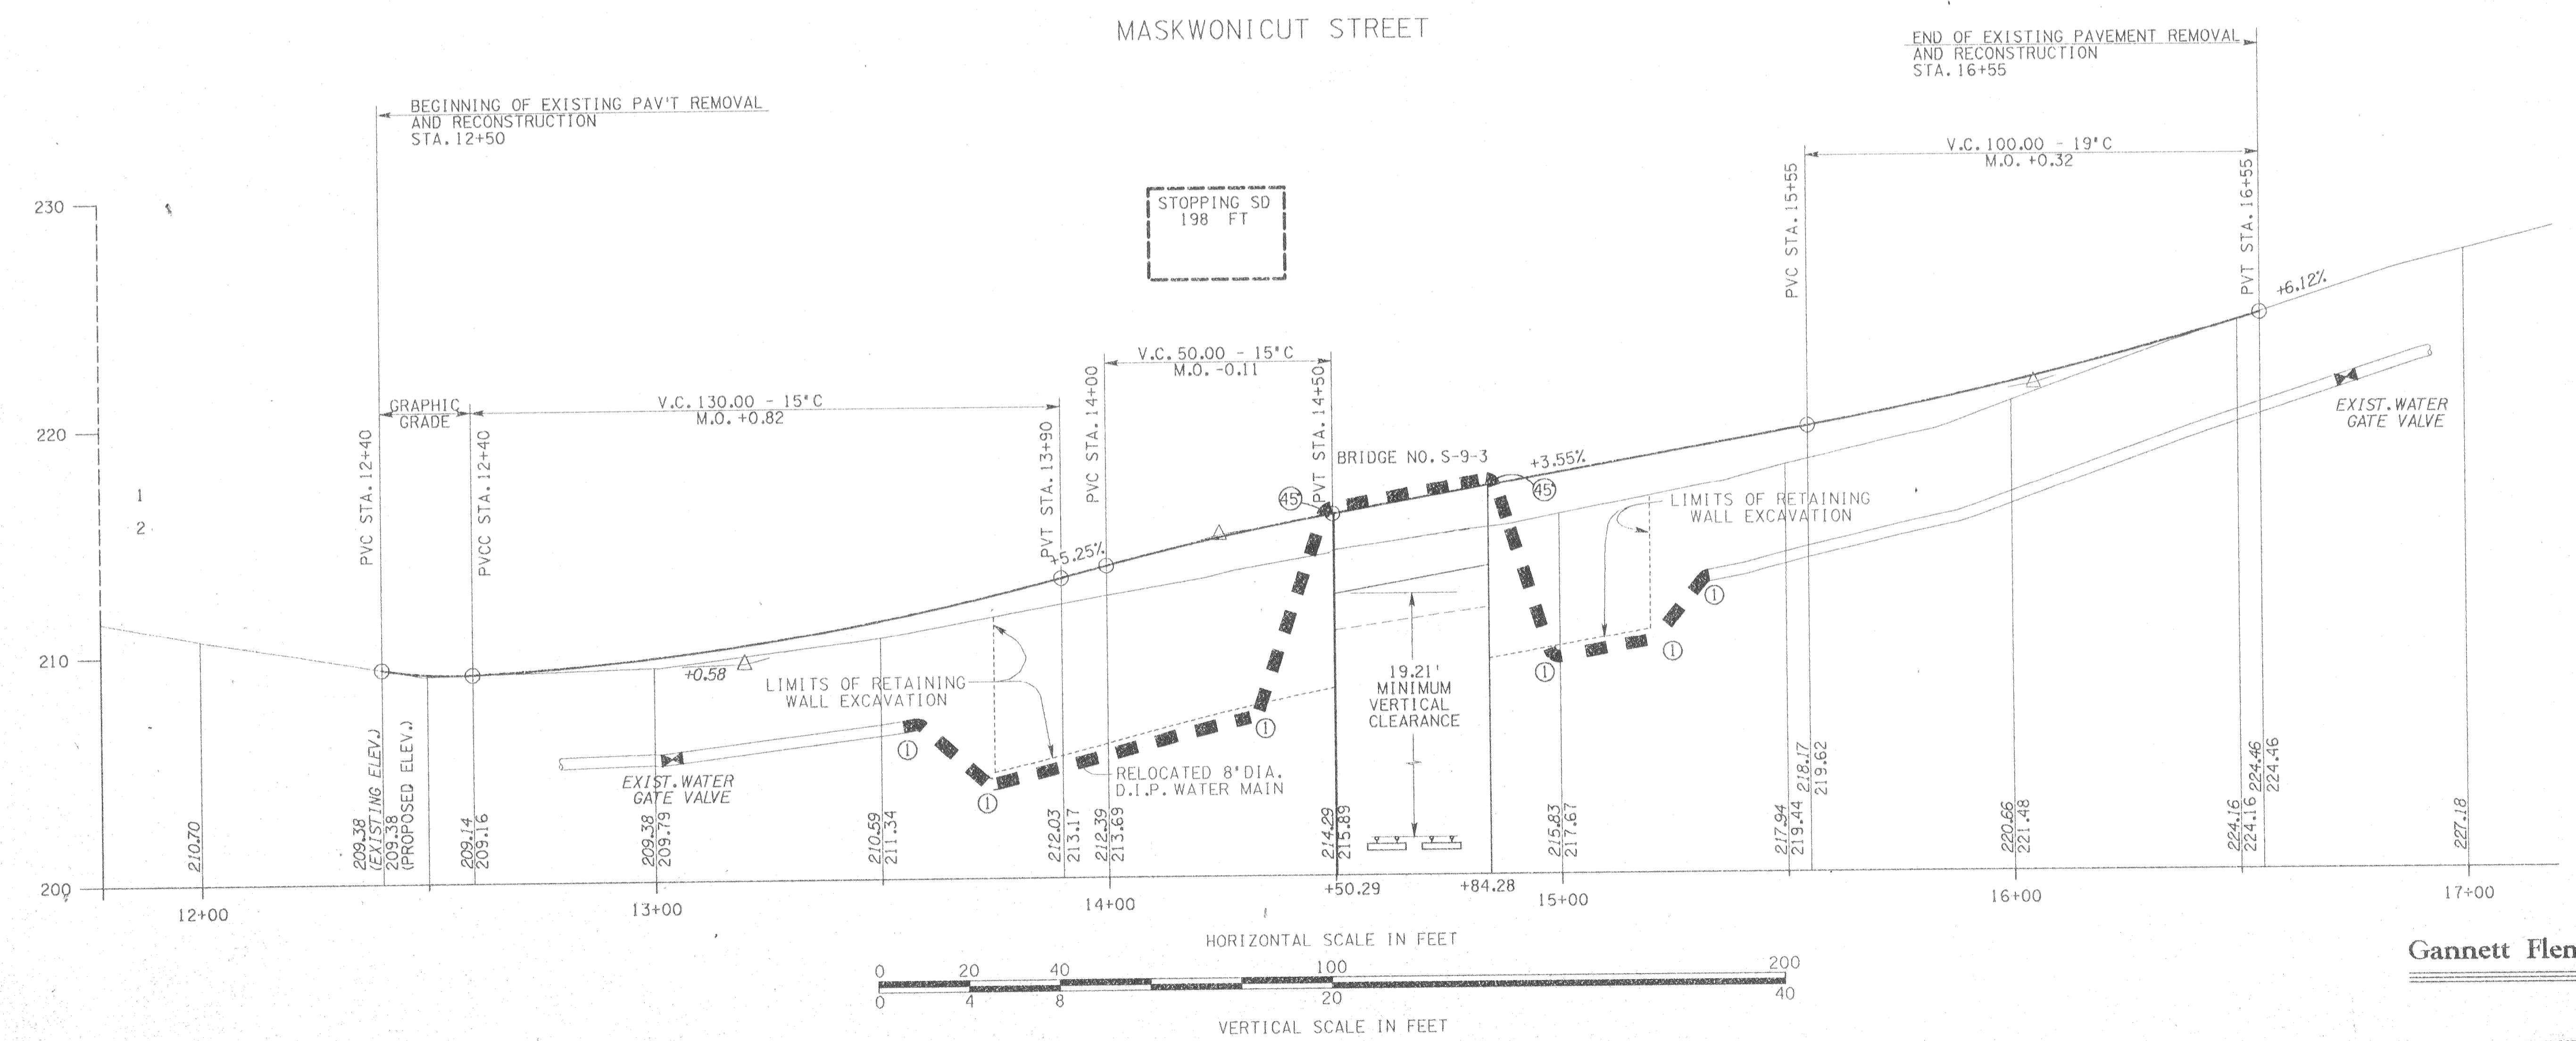 MASKWONICUT STREET
END OF EXISTING PAVEMENT REMOVAL
AND RECONSTRUCTION
STA. 16+55
BEGINNING OF EXISTING PAV'T REMOVAL
AND RECONSTRUCTION
STA. 12+50
V.C. 100.00 - 19'C
M.O. +0.32
PVC STA. 15+55
PVT STA. 16+55
230
STOPPING SD
198 FT
+6.12%
V.C. 50.00 - 15'C
M.O. -0.11
PVC STA. 14+00
PVT STA. 14+50
GRAPHIC
GRADE
V.C. 130.00 - 15'C
M.O. +0.82
EXIST. WATER
GATE VALVE
220
PVC STA. 12+40
PVCC STA. 12+40
PVT STA. 13+90
BRIDGE NO. S-9-3
+3.55%
45°
45°
1
2
LIMITS OF RETAINING
WALL EXCAVATION
+5.25%
1
210
+0.58
LIMITS OF RETAINING
WALL EXCAVATION
19.21'
MINIMUM
VERTICAL
CLEARANCE
1
1
1
1
1
EXIST. WATER
GATE VALVE
RELOCATED 8" DIA.
D.I.P. WATER MAIN
210.70
209.38
(EXISTING ELEV.)
209.38
(PROPOSED ELEV.)
209.14
209.16
209.38
209.79
210.59
211.34
212.03
213.17
212.39
213.69
214.29
215.89
215.83
217.67
217.94
219.44
218.17
219.62
220.66
221.48
224.16
224.16
224.46
224.46
227.18
200
+50.29
+84.28
12+00
13+00
14+00
15+00
16+00
17+00
HORIZONTAL SCALE IN FEET
0 20 40 100 200
0 4 8 20 40
VERTICAL SCALE IN FEET
Gannett Flen